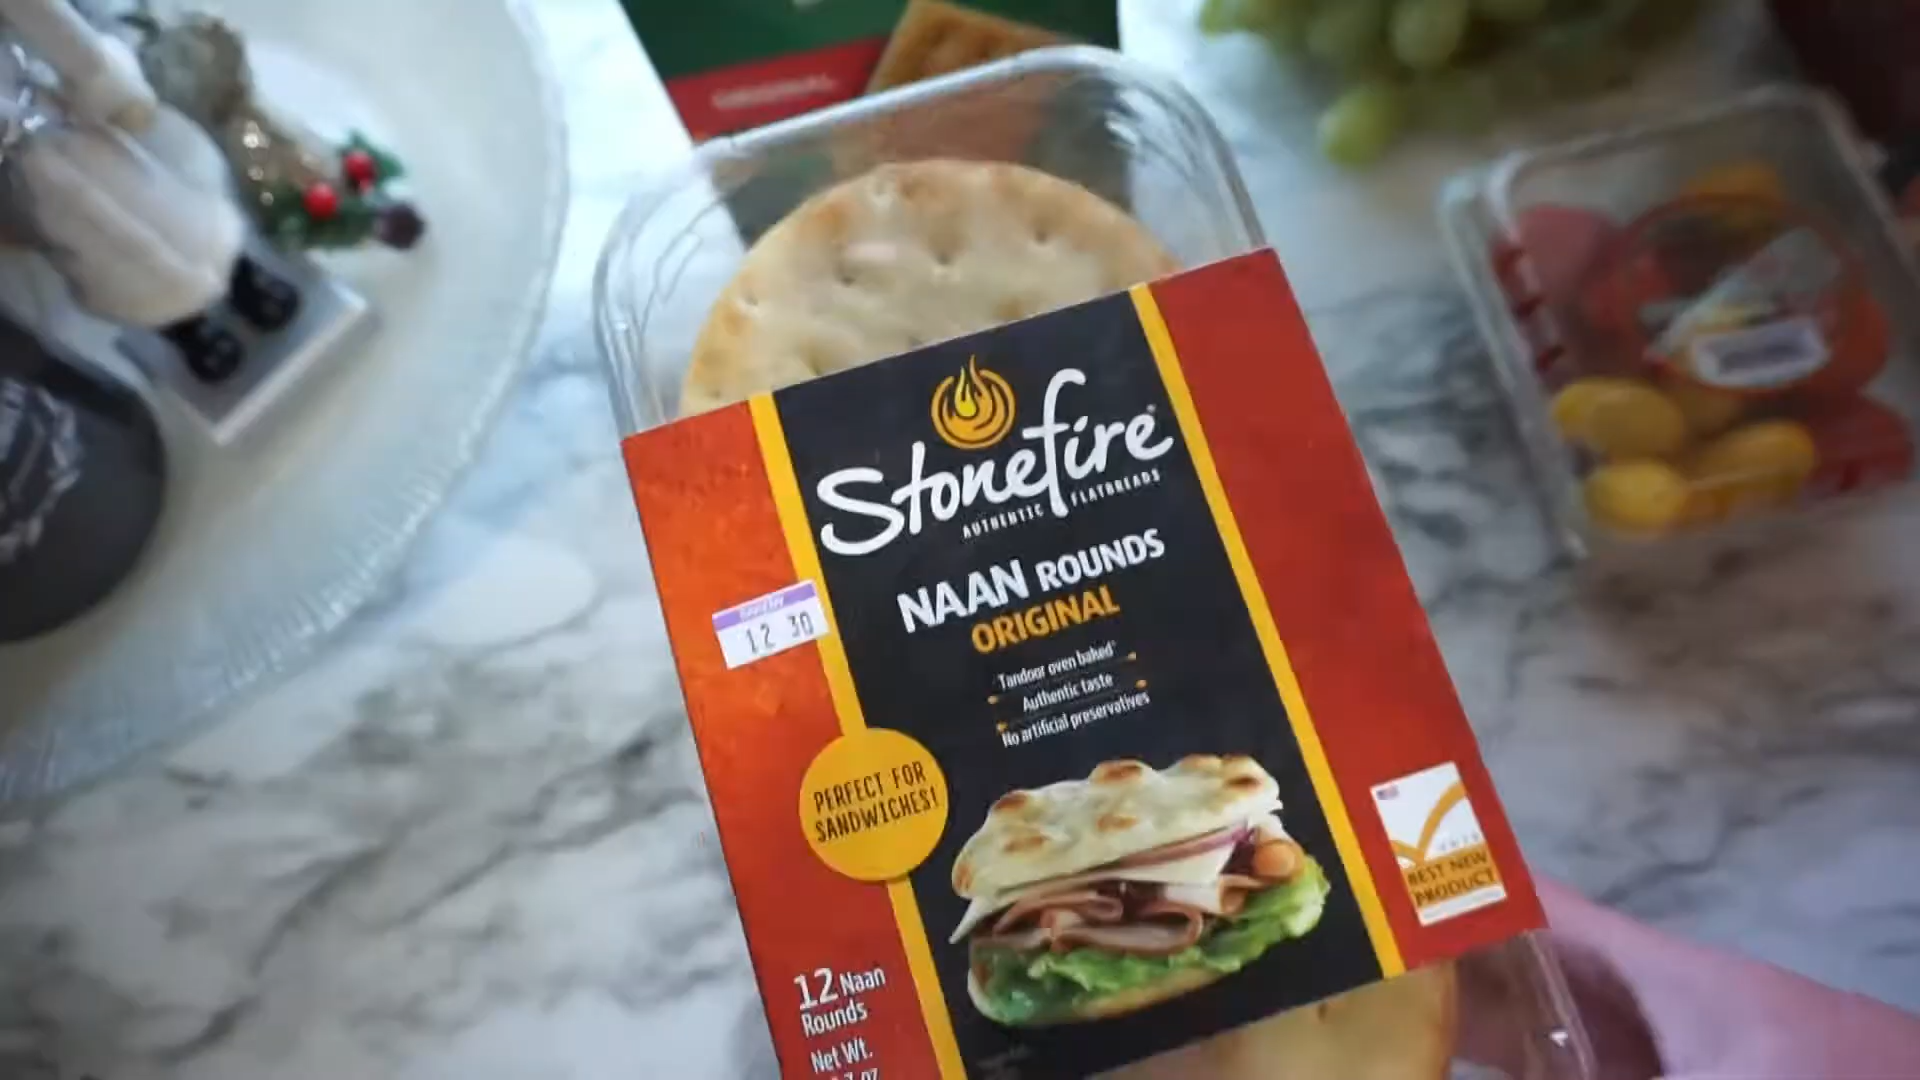 ORIGINAL
Stonefire
AUTHENTIC FLATBREADS
NAAN ROUNDS
ORIGINAL
Tandoor oven baked
Authentic taste
No artificial preservatives
12 30
PERFECT FOR
SANDWICHES!
BEST NEW
PRODUCT
12 Naan
Rounds
Net Wt.